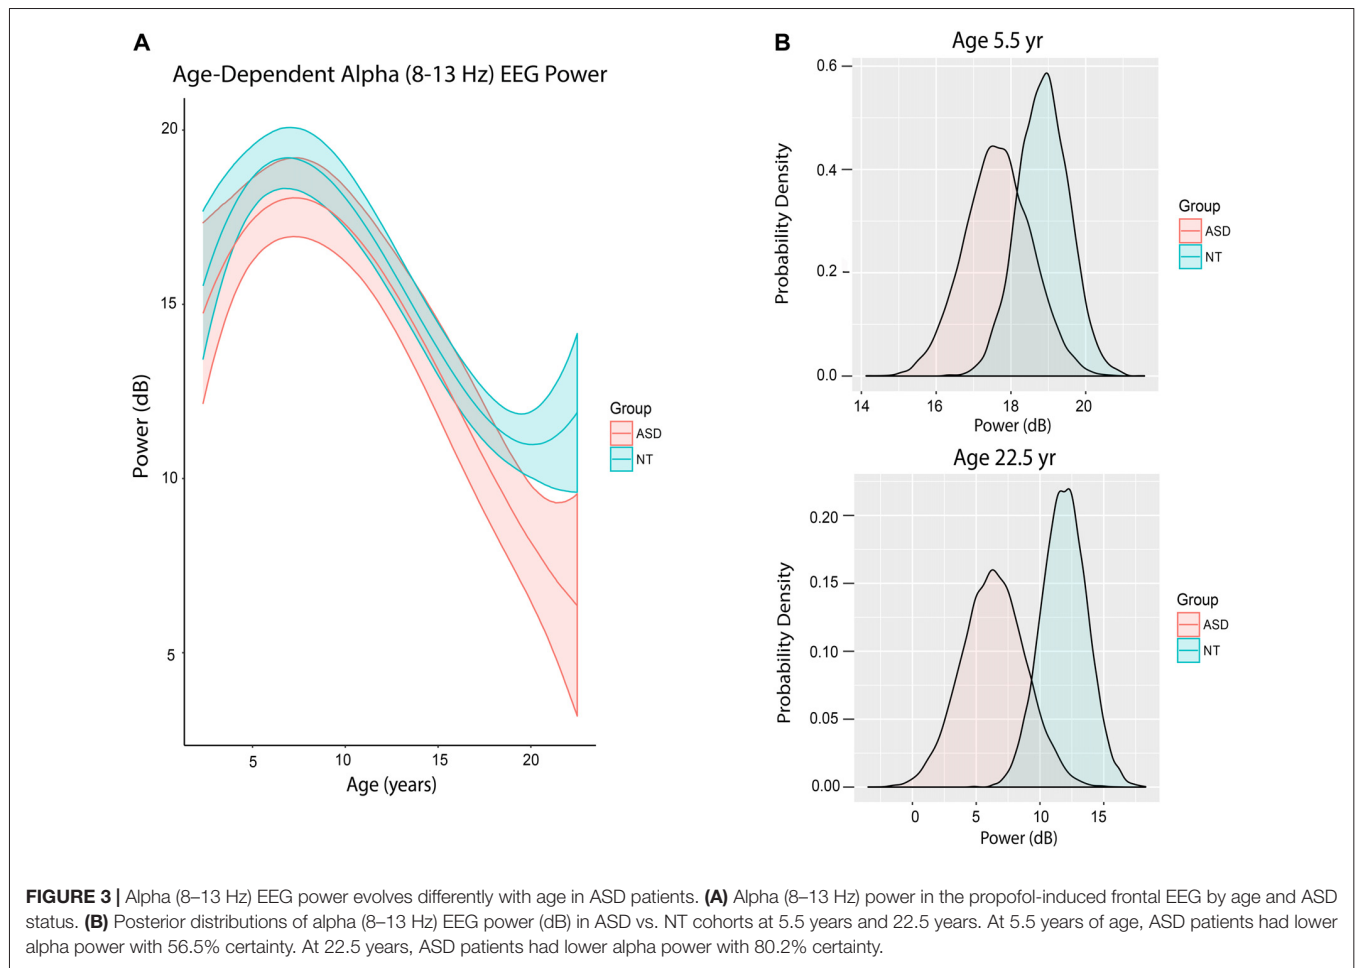 A
Age-Dependent Alpha (8-13 Hz) EEG Power
20
15
10
5
Power (dB)
5
10
15
20
Age (years)
Group
ASD
NT
B
Age 5.5 yr
0.6
0.4
0.2
0.0
Probability Density
14
16
18
20
Power (dB)
Group
ASD
NT
Age 22.5 yr
0.20
0.15
0.10
0.05
0.00
Probability Density
0
5
10
15
Power (dB)
Group
ASD
NT
FIGURE 3 | Alpha (8–13 Hz) EEG power evolves differently with age in ASD patients. (A) Alpha (8–13 Hz) power in the propofol-induced frontal EEG by age and ASD
status. (B) Posterior distributions of alpha (8–13 Hz) EEG power (dB) in ASD vs. NT cohorts at 5.5 years and 22.5 years. At 5.5 years of age, ASD patients had lower
alpha power with 56.5% certainty. At 22.5 years, ASD patients had lower alpha power with 80.2% certainty.